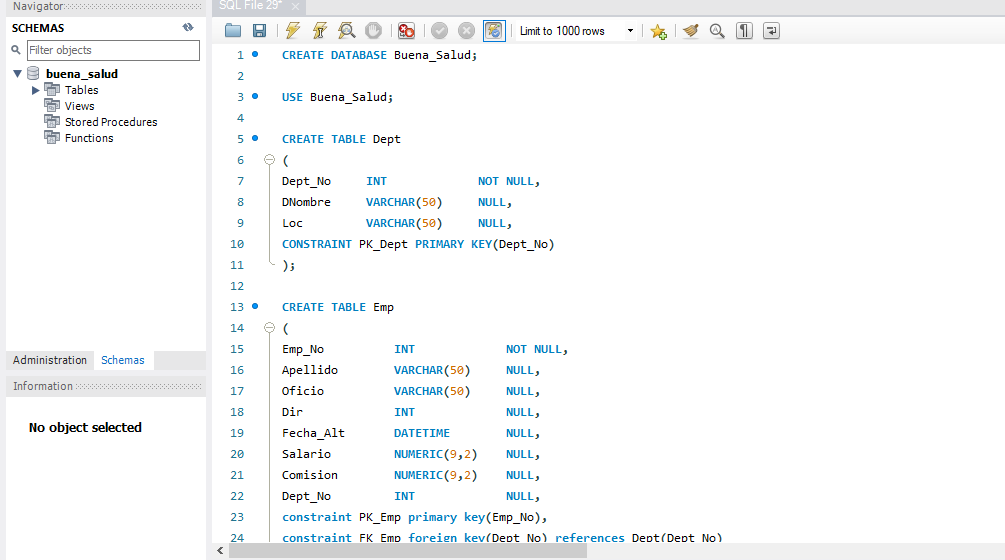 Navigator
SCHEMAS
Filter objects
buena_salud
Tables
Views
Stored Procedures
Functions
Administration Schemas
Information
No object selected
SQL File 29*
Limit to 1000 rows
1 CREATE DATABASE Buena_Salud;
2
3 USE Buena_Salud;
4
5 CREATE TABLE Dept
6 (
7 Dept_No INT NOT NULL,
8 DNombre VARCHAR(50) NULL,
9 Loc VARCHAR(50) NULL,
10 CONSTRAINT PK_Dept PRIMARY KEY(Dept_No)
11 );
12
13 CREATE TABLE Emp
14 (
15 Emp_No INT NOT NULL,
16 Apellido VARCHAR(50) NULL,
17 Oficio VARCHAR(50) NULL,
18 Dir INT NULL,
19 Fecha_Alt DATETIME NULL,
20 Salario NUMERIC(9,2) NULL,
21 Comision NUMERIC(9,2) NULL,
22 Dept_No INT NULL,
23 constraint PK_Emp primary key(Emp_No),
24 constraint FK_Emp foreign key(Dept_No) references Dept(Dept_No)